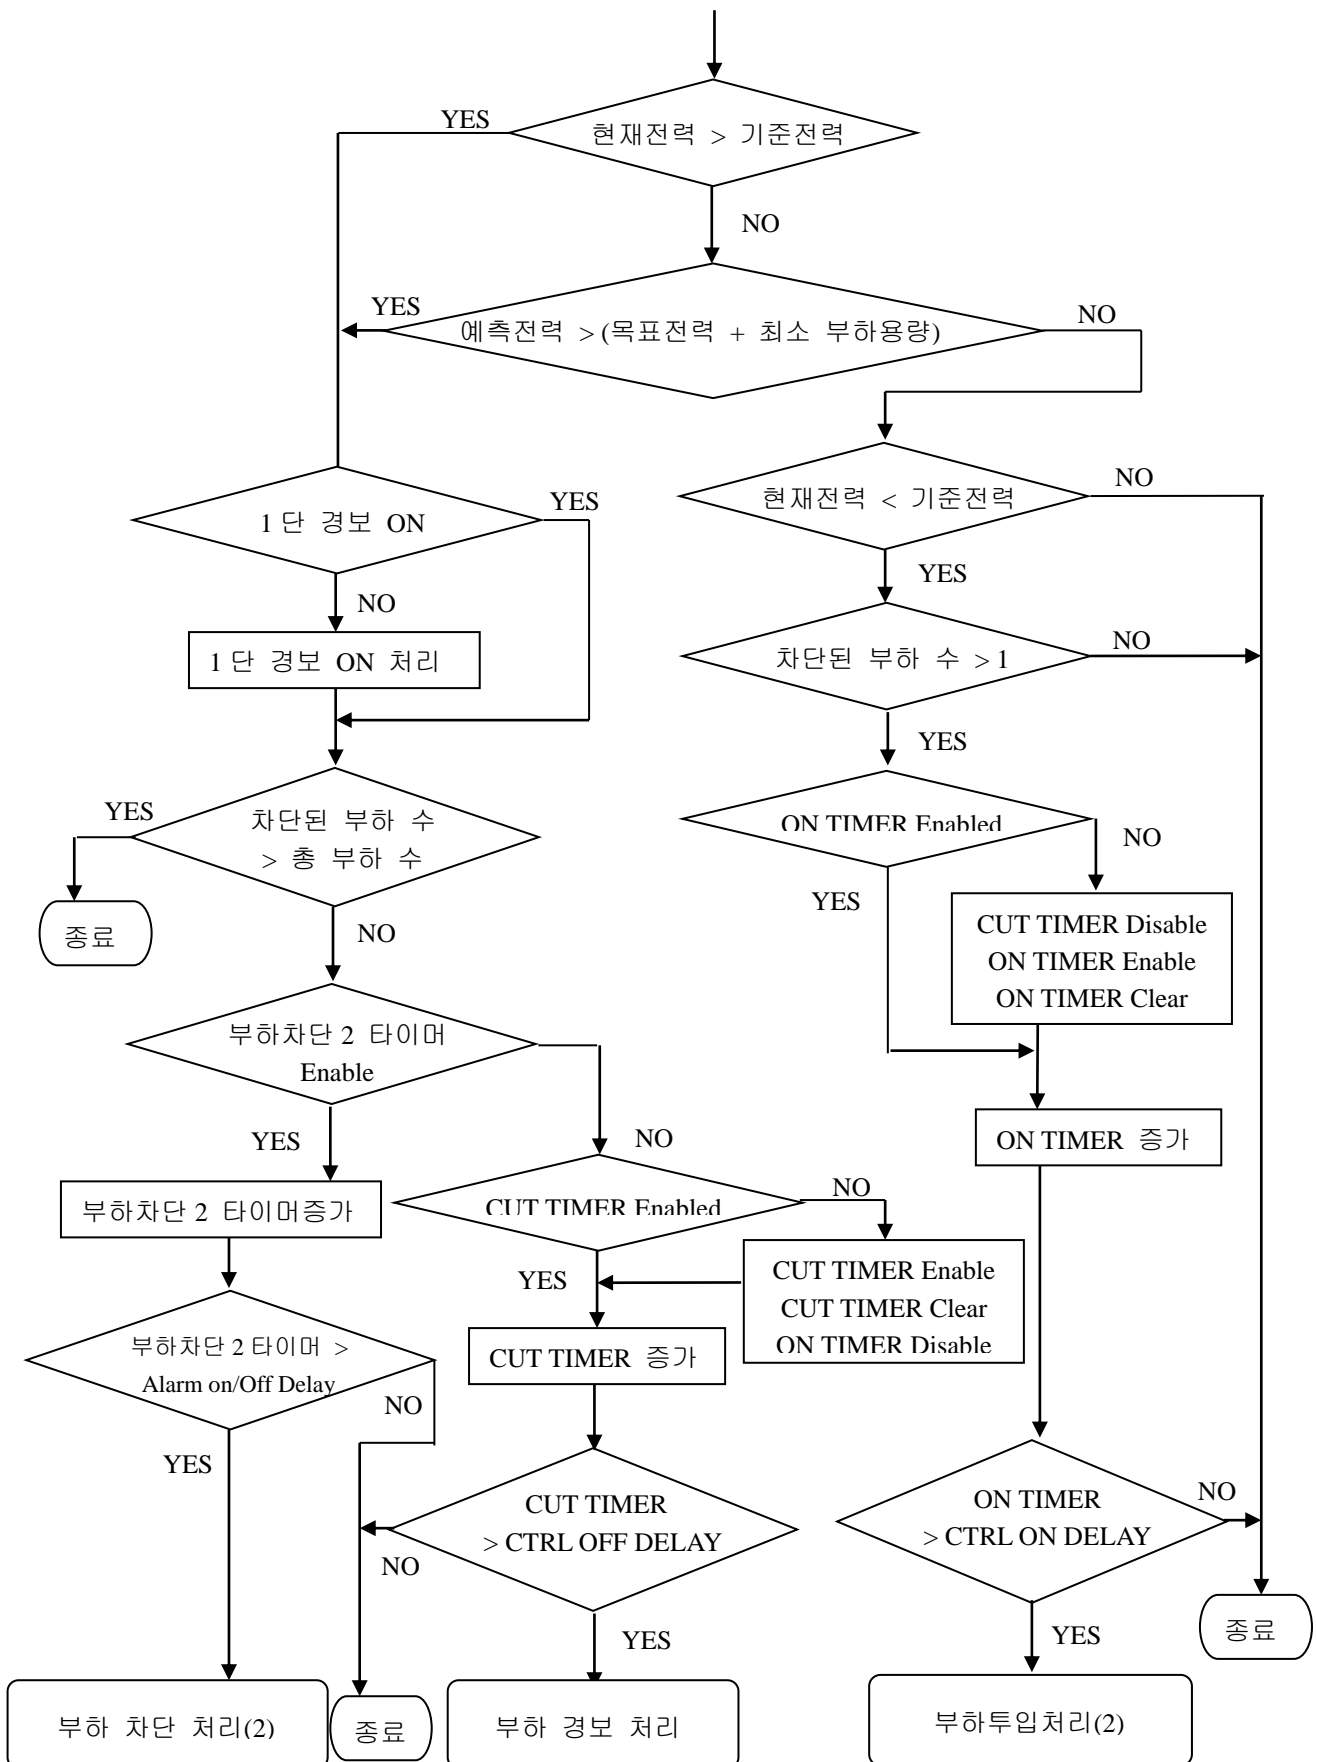 YES
현재전력 > 기준전력
NO
YES
예측전력 > (목표전력 + 최소 부하용량)
NO
현재전력 < 기준전력
NO
YES
1단 경보 ON
YES
NO
1단 경보 ON 처리
차단된 부하 수 > 1
NO
YES
YES
차단된 부하 수
> 총 부하 수
ON TIMER Enabled
NO
YES
종료
NO
CUT TIMER Disable
ON TIMER Enable
ON TIMER Clear
부하차단 2 타이머
Enable
YES
NO
ON TIMER 증가
부하차단 2 타이머증가
CUT TIMER Enabled
NO
YES
CUT TIMER Enable
CUT TIMER Clear
ON TIMER Disable
부하차단 2 타이머 >
Alarm on/Off Delay
NO
CUT TIMER 증가
YES
CUT TIMER
> CTRL OFF DELAY
NO
ON TIMER
> CTRL ON DELAY
NO
YES
YES
종료
부하 차단 처리(2)
종료
부하 경보 처리
부하투입처리(2)